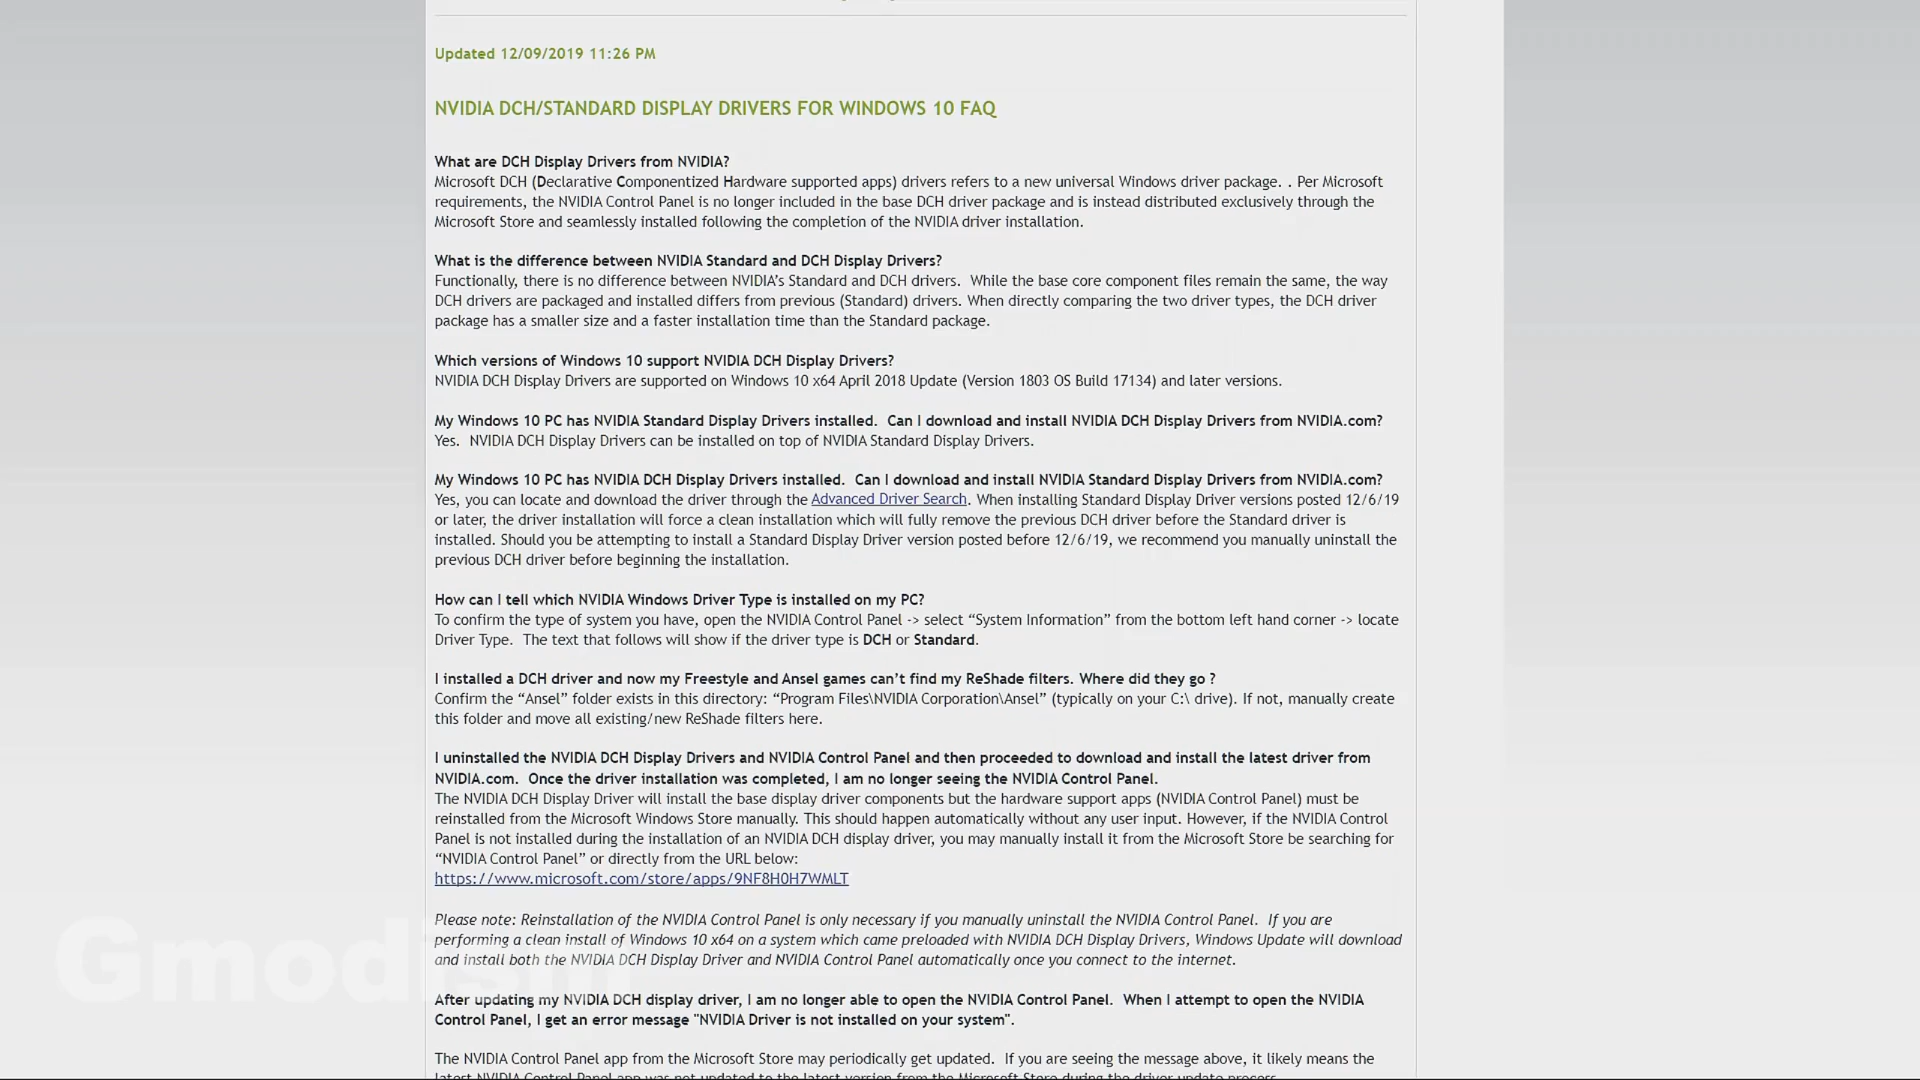 Updated 12/09/2019 11:26 PM
NVIDIA DCH/STANDARD DISPLAY DRIVERS FOR WINDOWS 10 FAQ
What are DCH Display Drivers from NVIDIA?
Microsoft DCH (Declarative Componentized Hardware supported apps) drivers refers to a new universal Windows driver package. . Per Microsoft
requirements, the NVIDIA Control Panel is no longer included in the base DCH driver package and is instead distributed exclusively through the
Microsoft Store and seamlessly installed following the completion of the NVIDIA driver installation.
What is the difference between NVIDIA Standard and DCH Display Drivers?
Functionally, there is no difference between NVIDIA’s Standard and DCH drivers.  While the base core component files remain the same, the way
DCH drivers are packaged and installed differs from previous (Standard) drivers. When directly comparing the two driver types, the DCH driver
package has a smaller size and a faster installation time than the Standard package.
Which versions of Windows 10 support NVIDIA DCH Display Drivers?
NVIDIA DCH Display Drivers are supported on Windows 10 x64 April 2018 Update (Version 1803 OS Build 17134) and later versions.
My Windows 10 PC has NVIDIA Standard Display Drivers installed.  Can I download and install NVIDIA DCH Display Drivers from NVIDIA.com?
Yes.  NVIDIA DCH Display Drivers can be installed on top of NVIDIA Standard Display Drivers.
My Windows 10 PC has NVIDIA DCH Display Drivers installed.  Can I download and install NVIDIA Standard Display Drivers from NVIDIA.com?
Yes, you can locate and download the driver through the Advanced Driver Search. When installing Standard Display Driver versions posted 12/6/19
or later, the driver installation will force a clean installation which will fully remove the previous DCH driver before the Standard driver is
installed. Should you be attempting to install a Standard Display Driver version posted before 12/6/19, we recommend you manually uninstall the
previous DCH driver before beginning the installation.
How can I tell which NVIDIA Windows Driver Type is installed on my PC?
To confirm the type of system you have, open the NVIDIA Control Panel -> select “System Information” from the bottom left hand corner -> locate
Driver Type.  The text that follows will show if the driver type is DCH or Standard.
I installed a DCH driver and now my Freestyle and Ansel games can’t find my ReShade filters. Where did they go ?
Confirm the “Ansel” folder exists in this directory: “Program Files\NVIDIA Corporation\Ansel” (typically on your C:\ drive). If not, manually create
this folder and move all existing/new ReShade filters here.
I uninstalled the NVIDIA DCH Display Drivers and NVIDIA Control Panel and then proceeded to download and install the latest driver from
NVIDIA.com.  Once the driver installation was completed, I am no longer seeing the NVIDIA Control Panel.
The NVIDIA DCH Display Driver will install the base display driver components but the hardware support apps (NVIDIA Control Panel) must be
reinstalled from the Microsoft Windows Store manually. This should happen automatically without any user input. However, if the NVIDIA Control
Panel is not installed during the installation of an NVIDIA DCH display driver, you may manually install it from the Microsoft Store be searching for
“NVIDIA Control Panel” or directly from the URL below:
https://www.microsoft.com/store/apps/9NF8H0H7WMLT
Please note: Reinstallation of the NVIDIA Control Panel is only necessary if you manually uninstall the NVIDIA Control Panel.  If you are
performing a clean install of Windows 10 x64 on a system which came preloaded with NVIDIA DCH Display Drivers, Windows Update will download
and install both the NVIDIA DCH Display Driver and NVIDIA Control Panel automatically once you connect to the internet.
After updating my NVIDIA DCH display driver, I am no longer able to open the NVIDIA Control Panel.  When I attempt to open the NVIDIA
Control Panel, I get an error message "NVIDIA Driver is not installed on your system".
The NVIDIA Control Panel app from the Microsoft Store may periodically get updated.  If you are seeing the message above, it likely means the
latest NVIDIA Control Panel app was not updated to the latest version from the Microsoft Store during the driver update process.